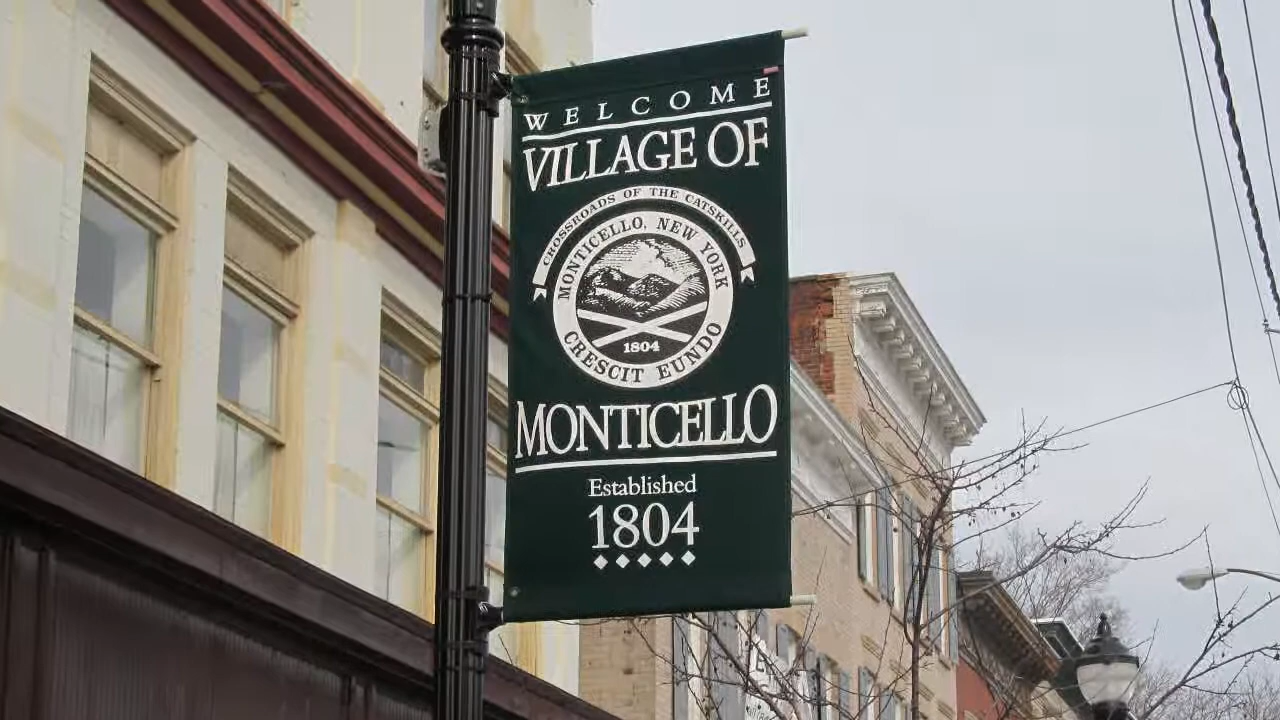 WELCOME
VILLAGE OF
CROSSROADS OF THE CATSKILLS
MONTICELLO, NEW YORK
1804
CRESCIT EUNDO
MONTICELLO
Established
1804